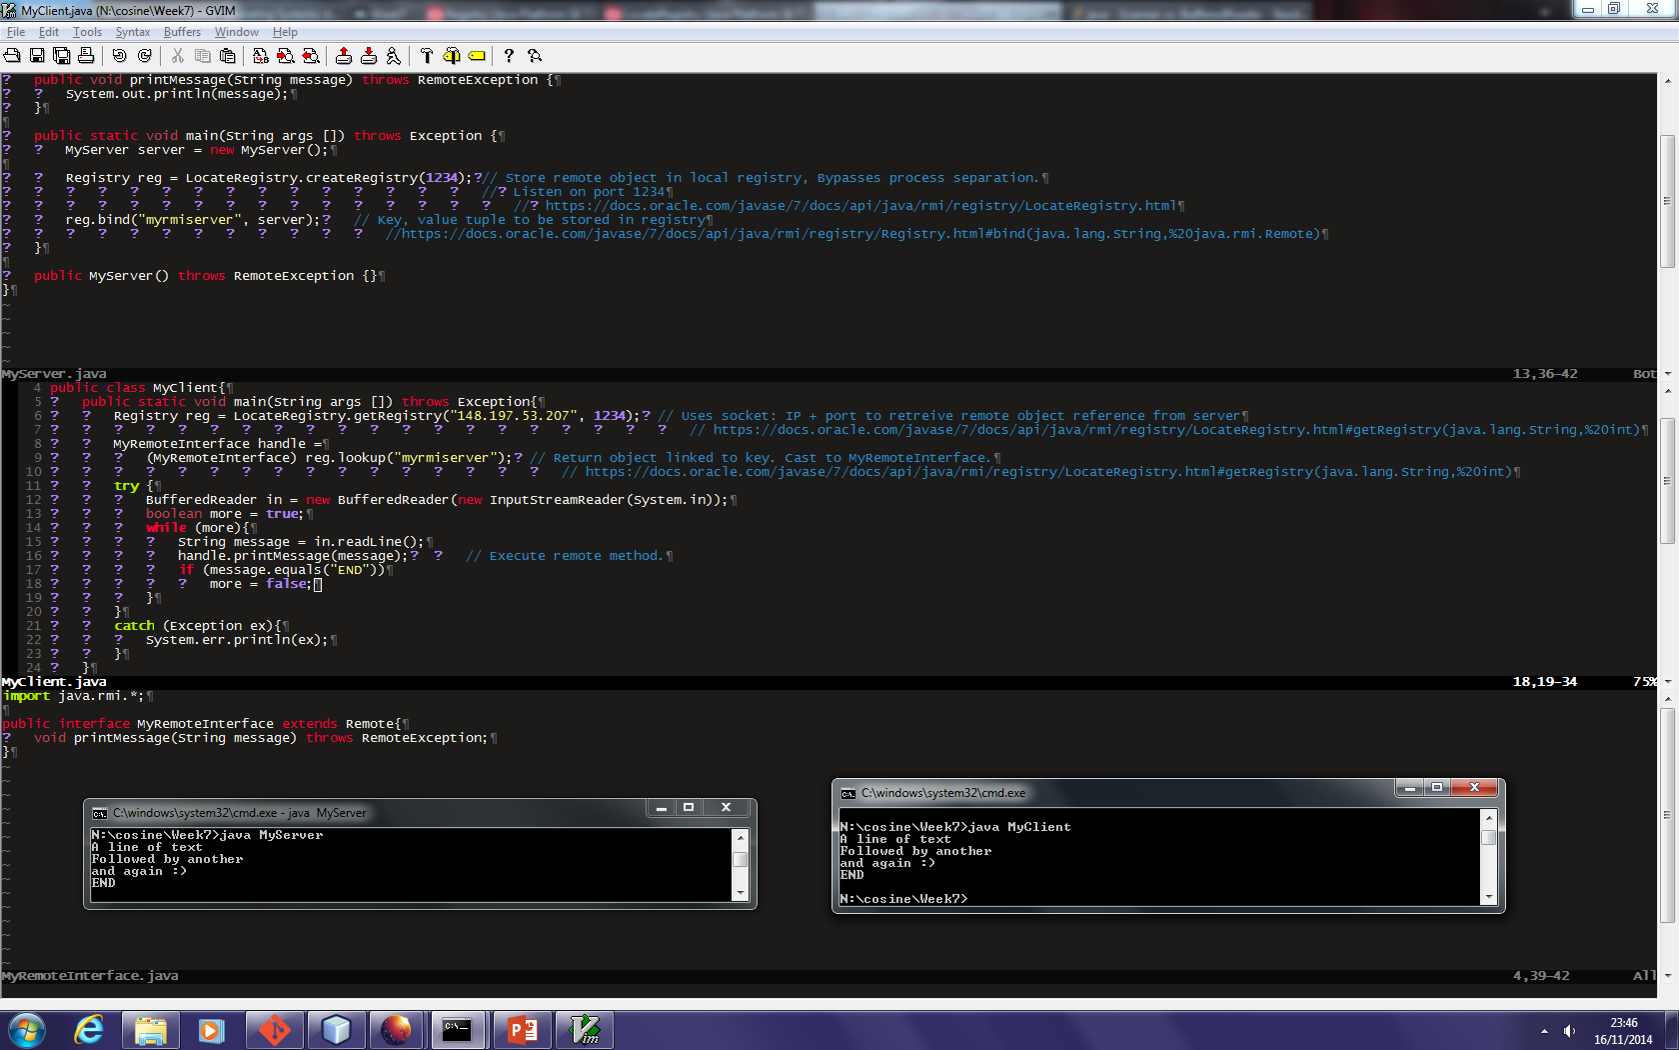 MyClient.java (N:\cosine\Week7) - GVIM
File Edit Tools Syntax Buffers Window Help
? public void printMessage(String message) throws RemoteException {¶
? ? System.out.println(message);¶
? }¶
¶
? public static void main(String args []) throws Exception {¶
? ? MyServer server = new MyServer();¶
¶
? ? Registry reg = LocateRegistry.createRegistry(1234);?// Store remote object in local registry, Bypasses process separation.¶
? ? ? ? ? ? ? ? ? ? ? ? ? ? ? //? Listen on port 1234¶
? ? ? ? ? ? ? ? ? ? ? ? ? ? ? ? //? https://docs.oracle.com/javase/7/docs/api/java/rmi/registry/LocateRegistry.html¶
? ? reg.bind("myrmiserver", server);? // Key, value tuple to be stored in registry¶
? ? ? ? ? ? ? ? ? ? ? ? //https://docs.oracle.com/javase/7/docs/api/java/rmi/registry/Registry.html#bind(java.lang.String,%20java.rmi.Remote)¶
? }¶
¶
? public MyServer() throws RemoteException {}¶
}¶
~
~
~
~
~
MyServer.java 13,36-42 Bot
4 public class MyClient{¶
5 ? public static void main(String args []) throws Exception{¶
6 ? ? Registry reg = LocateRegistry.getRegistry("148.197.53.207", 1234);? // Uses socket: IP + port to retreive remote object reference from server¶
7 ? ? ? ? ? ? ? ? ? ? ? ? ? ? ? ? ? ? ? ? // https://docs.oracle.com/javase/7/docs/api/java/rmi/registry/LocateRegistry.html#getRegistry(java.lang.String,%20int)¶
8 ? ? MyRemoteInterface handle =¶
9 ? ? ? (MyRemoteInterface) reg.lookup("myrmiserver");? // Return object linked to key. Cast to MyRemoteInterface.¶
10 ? ? ? ? ? ? ? ? ? ? ? ? ? ? ? ? // https://docs.oracle.com/javase/7/docs/api/java/rmi/registry/LocateRegistry.html#getRegistry(java.lang.String,%20int)¶
11 ? ? try {¶
12 ? ? ? BufferedReader in = new BufferedReader(new InputStreamReader(System.in));¶
13 ? ? ? boolean more = true;¶
14 ? ? ? while (more){¶
15 ? ? ? ? String message = in.readLine();¶
16 ? ? ? ? handle.printMessage(message);? ? // Execute remote method.¶
17 ? ? ? ? if (message.equals("END"))¶
18 ? ? ? ? ? more = false;¶
19 ? ? ? }¶
20 ? ? }¶
21 ? ? catch (Exception ex){¶
22 ? ? ? System.err.println(ex);¶
23 ? ? }¶
24 ? }¶
MyClient.java 18,19-34 75%
import java.rmi.*;¶
¶
public interface MyRemoteInterface extends Remote{¶
? void printMessage(String message) throws RemoteException;¶
}¶
C:\windows\system32\cmd.exe - java MyServer
N:\cosine\Week7>java MyServer
A line of text
Followed by another
and again :)
END
C:\windows\system32\cmd.exe
N:\cosine\Week7>java MyClient
A line of text
Followed by another
and again :)
END
N:\cosine\Week7>
MyRemoteInterface.java 4,39-42 All
23:46
16/11/2014